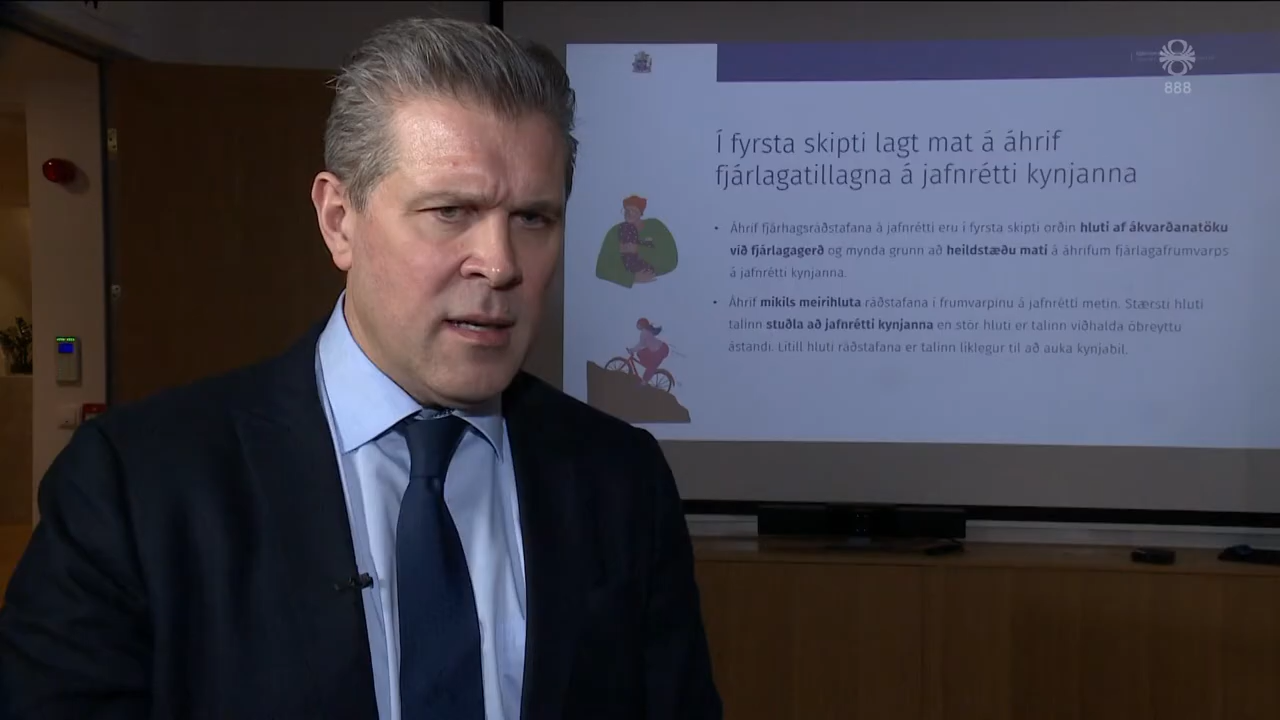 888
Í fyrsta skipti lagt mat á áhrif
fjárlagatillagna á jafnrétti kynjanna
• Áhrif fjárhagsráðstafana á jafnrétti eru í fyrsta skipti orðin hluti af ákvarðanatöku
við fjárlagagerð og mynda grunn að heildstæðu mati á áhrifum fjárlagafrumvarps
á jafnrétti kynjanna.
• Áhrif mikils meirihluta ráðstafana í frumvarpinu á jafnrétti metin. Stærsti hluti
talinn stuðla að jafnrétti kynjanna en stór hluti er talinn viðhalda óbreyttu
ástandi. Lítill hluti ráðstafana er talinn líklegur til að auka kynjabil.